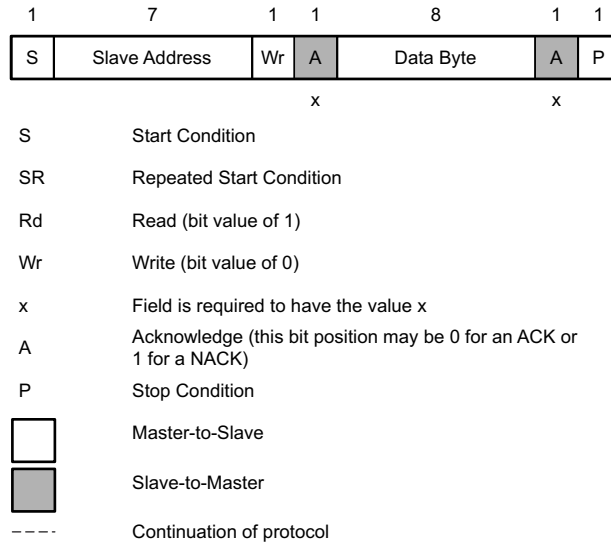 1 7 1 1 8 1 1
S Slave Address Wr A Data Byte A P
x x
S Start Condition
SR Repeated Start Condition
Rd Read (bit value of 1)
Wr Write (bit value of 0)
x Field is required to have the value x
A Acknowledge (this bit position may be 0 for an ACK or
1 for a NACK)
P Stop Condition
Master-to-Slave
Slave-to-Master
Continuation of protocol